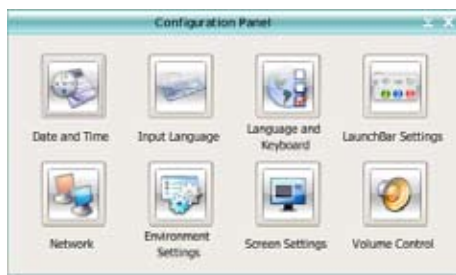 Configuration Panel
Date and Time
Input Language
Language and
Keyboard
LaunchBar Settings
Network
Environment
Settings
Screen Settings
Volume Control